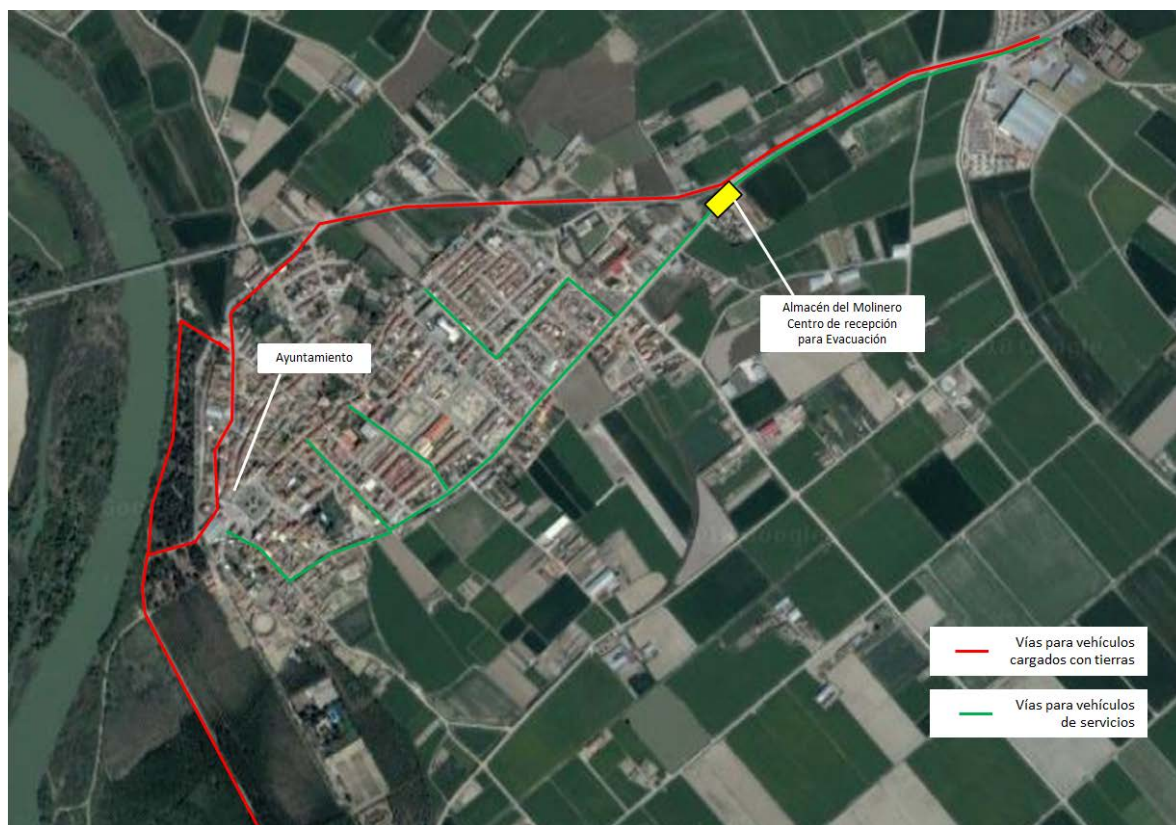 Ayuntamiento
Almacén del Molinero
Centro de recepción
para Evacuación
Vías para vehículos
cargados con tierras
Vías para vehículos
de servicios